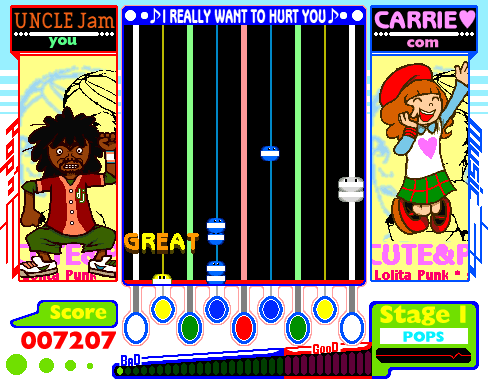 UNCLE Jam
you
♪I REALLY WANT TO HURT YOU♪
CARRIE♥
com
GREAT
CUTE&P
Lolita Punk *
Score
007207
BaD
GooD
Stage 1
POPS